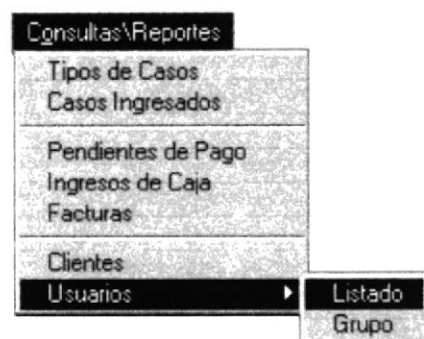 Consultas\Reportes
Tipos de Casos
Casos Ingresados
Pendientes de Pago
Ingresos de Caja
Facturas
Clientes
Usuarios
Listado
Grupo